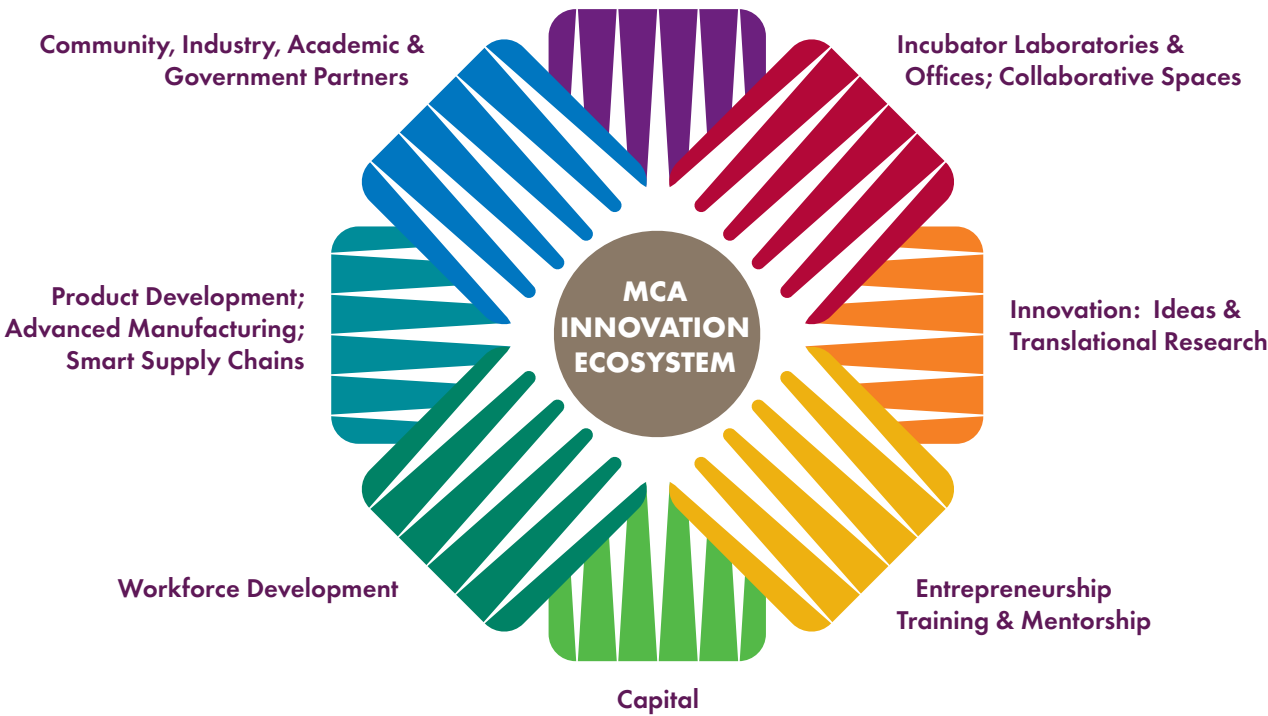 Community, Industry, Academic &
Government Partners
Incubator Laboratories &
Offices; Collaborative Spaces
MCA
INNOVATION
ECOSYSTEM
Product Development;
Advanced Manufacturing;
Smart Supply Chains
Innovation: Ideas &
Translational Research
Workforce Development
Entrepreneurship
Training & Mentorship
Capital